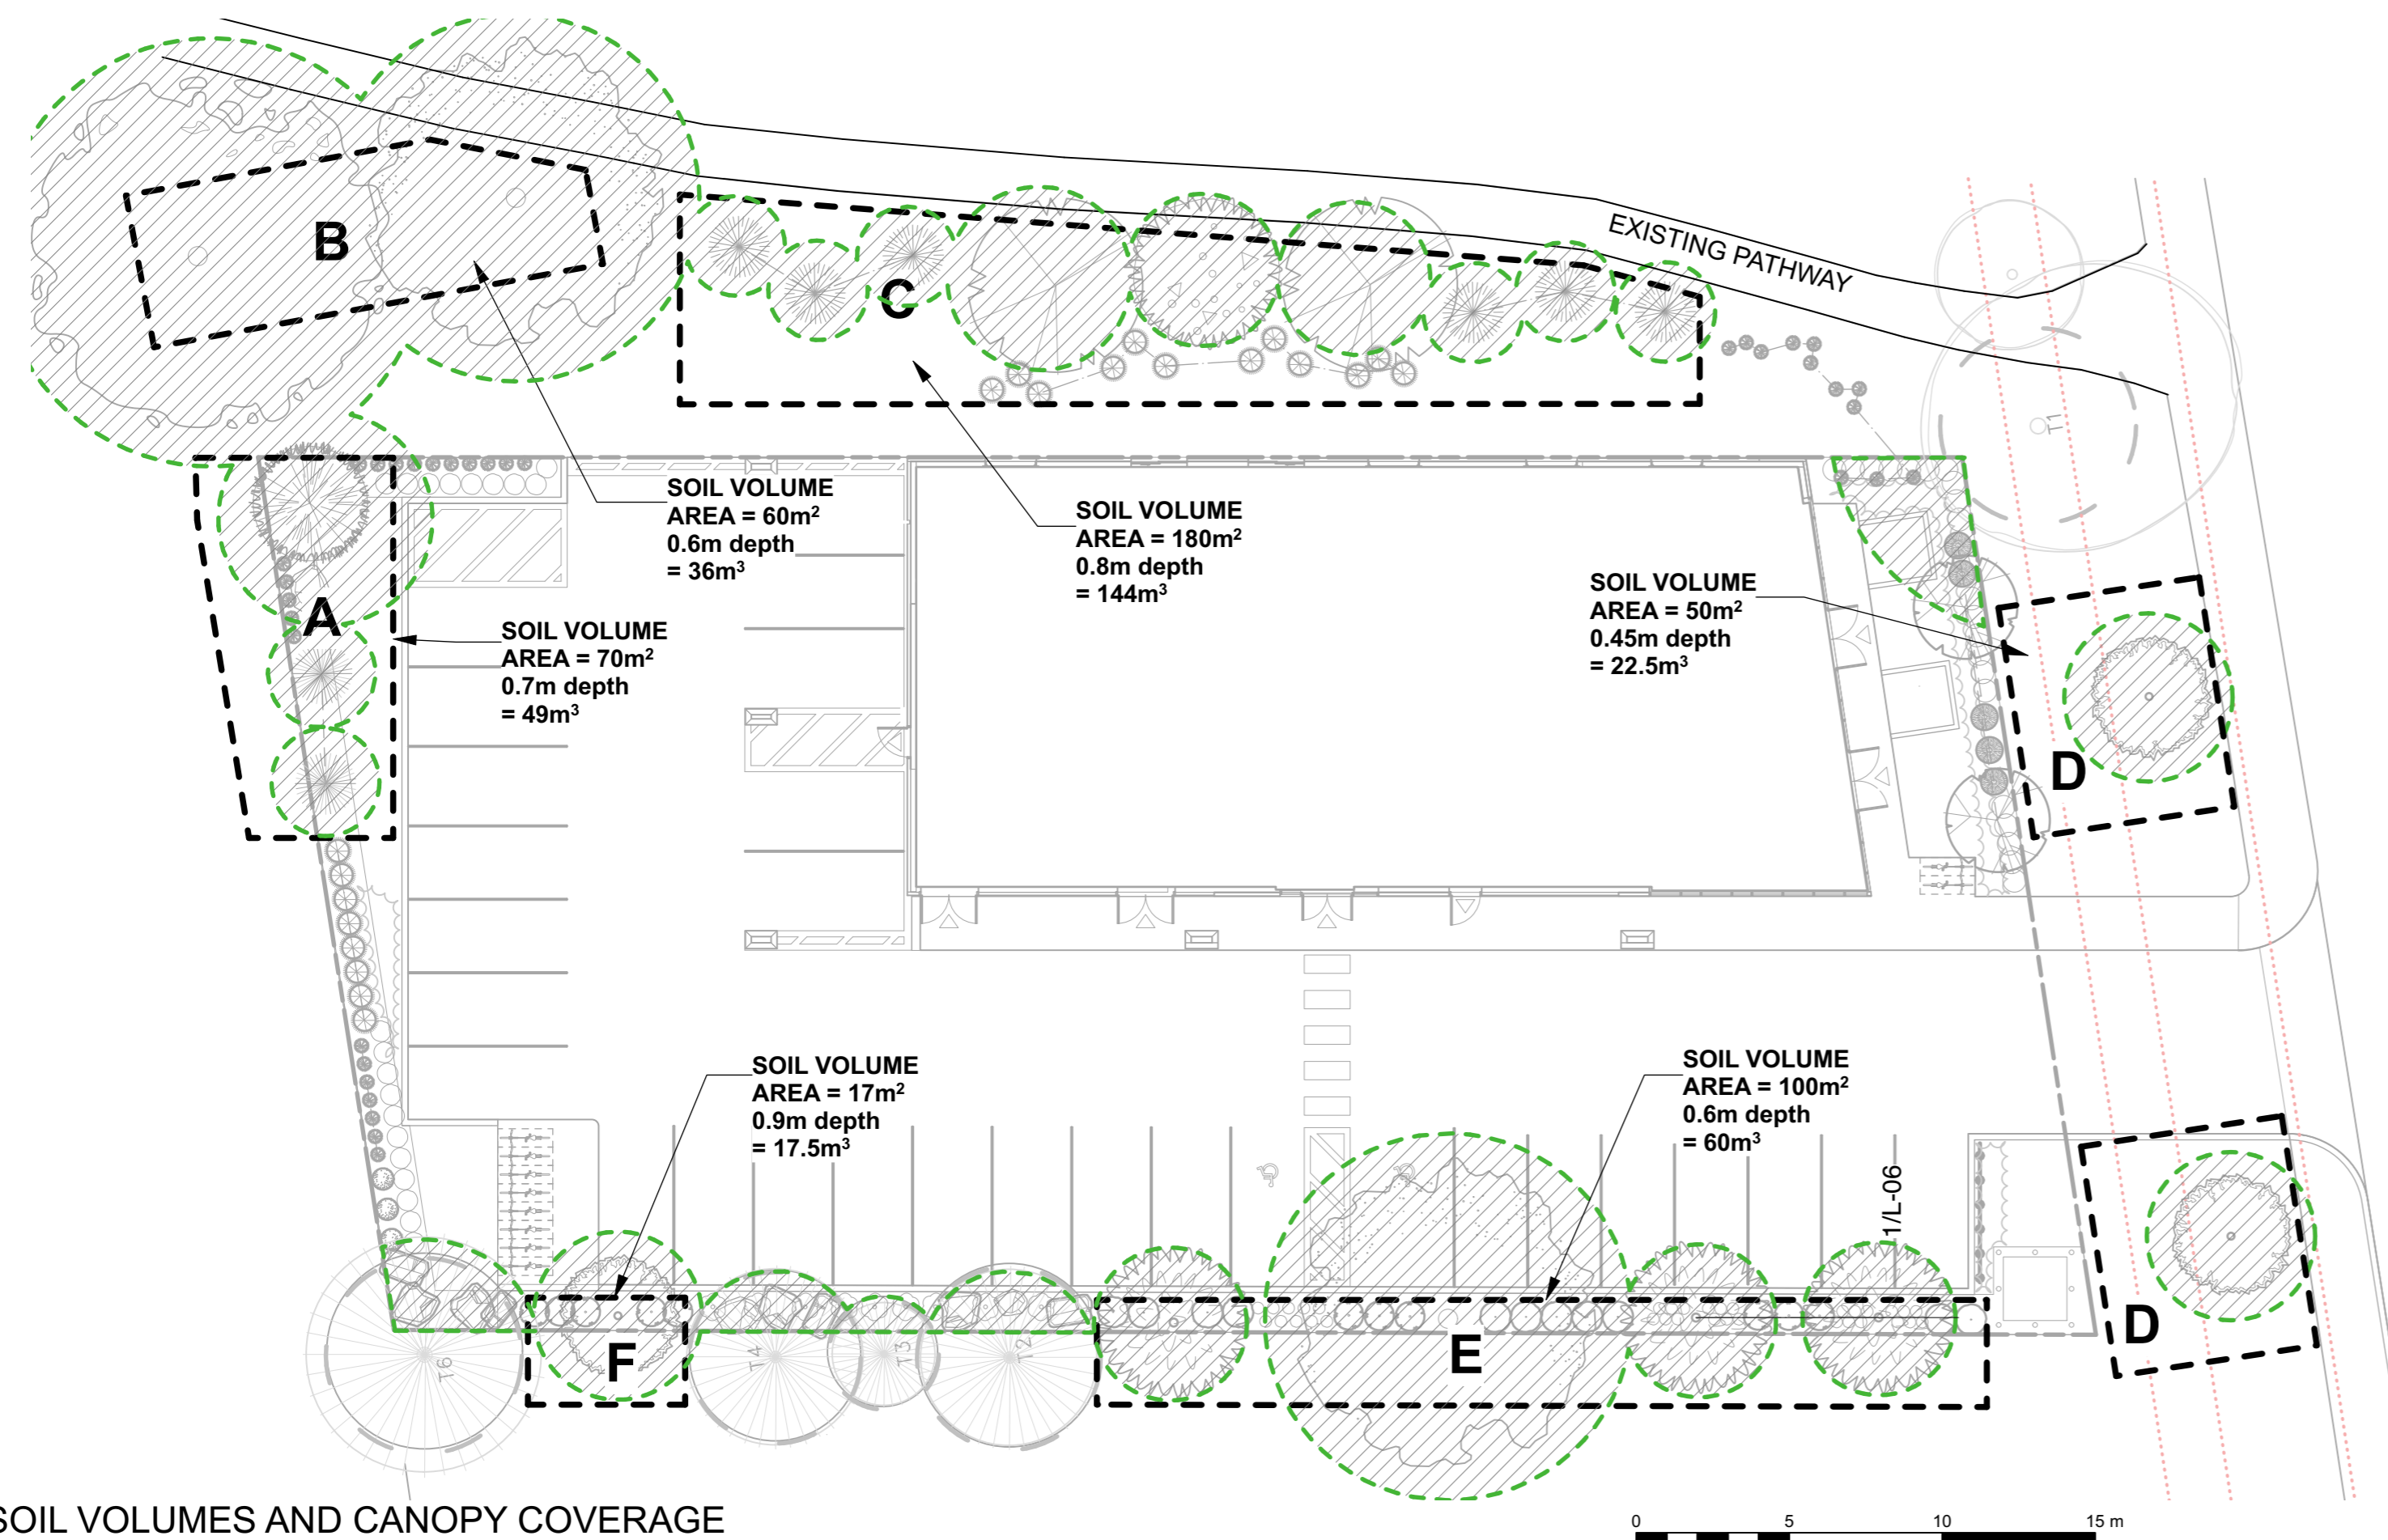 B
C
EXISTING PATHWAY
T1
SOIL VOLUME
AREA = 60m²
0.6m depth
= 36m³
SOIL VOLUME
AREA = 180m²
0.8m depth
= 144m³
SOIL VOLUME
AREA = 50m²
0.45m depth
= 22.5m³
A
SOIL VOLUME
AREA = 70m²
0.7m depth
= 49m³
D
SOIL VOLUME
AREA = 17m²
0.9m depth
= 17.5m³
SOIL VOLUME
AREA = 100m²
0.6m depth
= 60m³
1/L-06
T6
F
T4
T3
T2
E
D
SOIL VOLUMES AND CANOPY COVERAGE
0 5 10 15 m